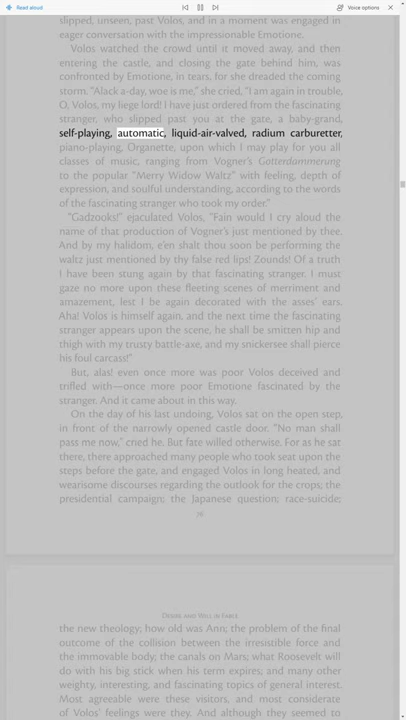 Read aloud
Voice options
slipped, unseen, past Volos, and in a moment was engaged in
eager conversation with the impressionable Emotione.
Volos watched the crowd until it moved away, and then
entering the castle, and closing the gate behind him, was
confronted by Emotione, in tears, for she dreaded the coming
storm. “Alack a-day, woe is me,” she cried, “I am again in trouble,
O, Volos, my liege lord! I have just ordered from the fascinating
stranger, who slipped past you at the gate, a baby-grand,
self-playing, automatic, liquid-air-valved, radium carburetter,
piano-playing, Organette, upon which I may play for you all
classes of music, ranging from Vogner’s Gotterdammerung
to the popular “Merry Widow Waltz” with feeling, depth of
expression, and soulful understanding, according to the words
of the fascinating stranger who took my order.”
“Gadzooks!” ejaculated Volos, “Fain would I cry aloud the
name of that production of Vogner’s just mentioned by thee.
And by my halidom, e’en shalt thou soon be performing the
waltz just mentioned by thy false red lips! Zounds! Of a truth
I have been stung again by that fascinating stranger. I must
gaze no more upon these fleeting scenes of merriment and
amazement, lest I be again decorated with the asses’ ears.
Aha! Volos is himself again, and the next time the fascinating
stranger appears upon the scene, he shall be smitten hip and
thigh with my trusty battle-axe, and my snickersee shall pierce
his foul carcass!”
But, alas! even once more was poor Volos deceived and
trifled with—once more poor Emotione fascinated by the
stranger. And it came about in this way.
On the day of his last undoing, Volos sat on the open step,
in front of the narrowly opened castle door. “No man shall
pass me now,” cried he. But fate willed otherwise. For as he sat
there, there approached many people who took seat upon the
steps before the gate, and engaged Volos in long heated, and
wearisome discourses regarding the outlook for the crops; the
presidential campaign; the Japanese question; race-suicide;
76
Desire and Will in Fable
the new theology; how old was Ann; the problem of the final
outcome of the collision between the irresistible force and
the immovable body; the canals on Mars; what Roosevelt will
do with his big stick when his term expires; and many other
weighty, interesting, and fascinating topics of general interest.
Most agreeable were these visitors, and most considerate
of Volos’ feelings were they. And although they seemed to